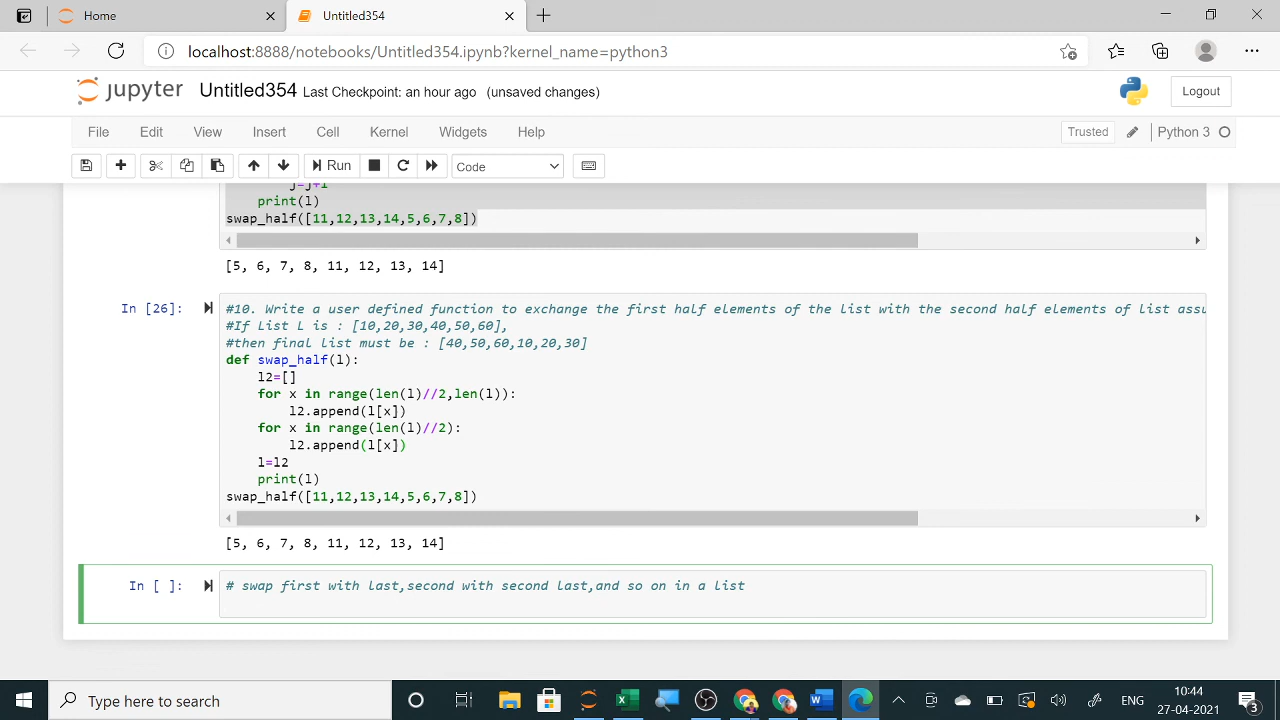 Home
Untitled354
localhost:8888/notebooks/Untitled354.ipynb?kernel_name=python3
jupyter Untitled354 Last Checkpoint: an hour ago (unsaved changes)
Logout
File Edit View Insert Cell Kernel Widgets Help Trusted Python 3
Run Code
j=j+1
print(l)
swap_half([11,12,13,14,5,6,7,8])
[5, 6, 7, 8, 11, 12, 13, 14]
In [26]:
#10. Write a user defined function to exchange the first half elements of the list with the second half elements of list assu
#If List L is : [10,20,30,40,50,60],
#then final list must be : [40,50,60,10,20,30]
def swap_half(l):
l2=[]
for x in range(len(l)//2,len(l)):
l2.append(l[x])
for x in range(len(l)//2):
l2.append(l[x])
l=l2
print(l)
swap_half([11,12,13,14,5,6,7,8])
[5, 6, 7, 8, 11, 12, 13, 14]
In [ ]: # swap first with last,second with second last,and so on in a list
Type here to search
ENG
10:44
27-04-2021
3